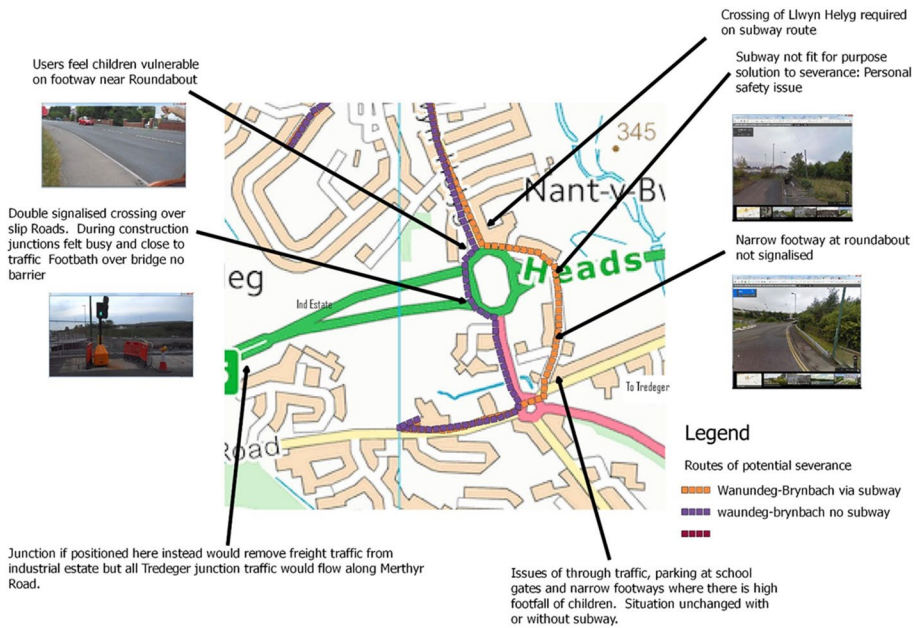 Crossing of Llwyn Helyg required
on subway route
Users feel children vulnerable
on footway near Roundabout
Subway not fit for purpose
solution to severance: Personal
safety issue
345
Nant-y-By
Double signalised crossing over
slip Roads. During construction
junctions felt busy and close to
traffic Footbath over bridge no
barrier
Narrow footway at roundabout
not signalised
Heads
eg
Ind Estate
To Tredeger
Road
Legend
Routes of potential severance
Wanundeg-Brynbach via subway
waundeg-brynbach no subway
Junction if positioned here instead would remove freight traffic from
industrial estate but all Tredeger junction traffic would flow along Merthyr
Road.
Issues of through traffic, parking at school
gates and narrow footways where there is high
footfall of children. Situation unchanged with
or without subway.